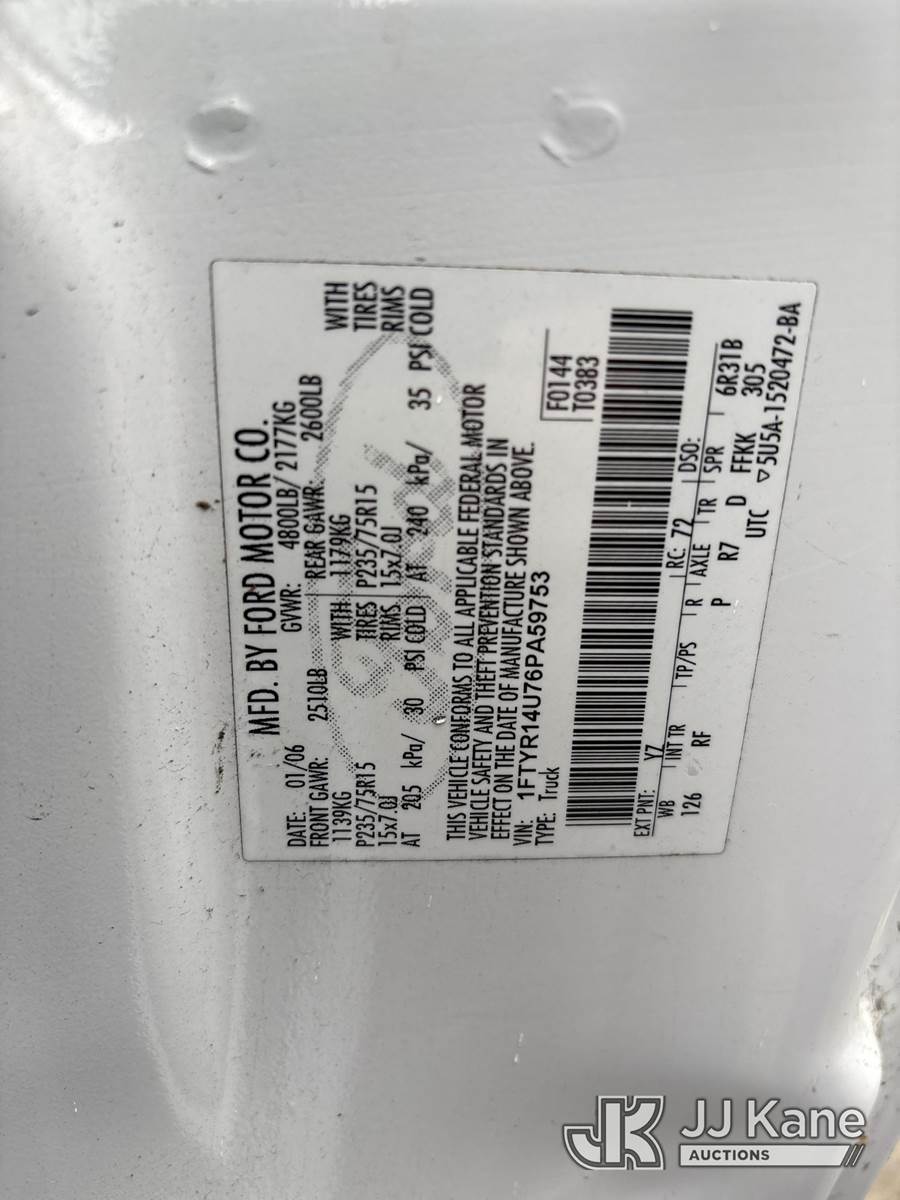 MFD. BY FORD MOTOR CO.
DATE: 01/06 GVWR: 4800LB/ 2177KG
FRONT GAWR: 2510LB REAR GAWR: 2600LB
1139KG WITH 1179KG WITH
P235/75R15 TIRES P235/75R15 TIRES
15x7.0J RIMS 15x7.0J RIMS
AT 205 kPa/ 30 PSI COLD AT 240 kPa/ 35 PSI COLD
THIS VEHICLE CONFORMS TO ALL APPLICABLE FEDERAL MOTOR
VEHICLE SAFETY AND THEFT PREVENTION STANDARDS IN
EFFECT ON THE DATE OF MANUFACTURE SHOWN ABOVE.
VIN: 1FTYR14U76PA59753 F0144
TYPE: Truck T0383
EXT PNT: YZ RC: 72 DSO:
WB INT TR TP/PS R AXLE TR SPR 6R31B
126 RF P R7 D FFKK 305
UTC ▽5U5A-1520472-BA
JK JJ Kane
AUCTIONS